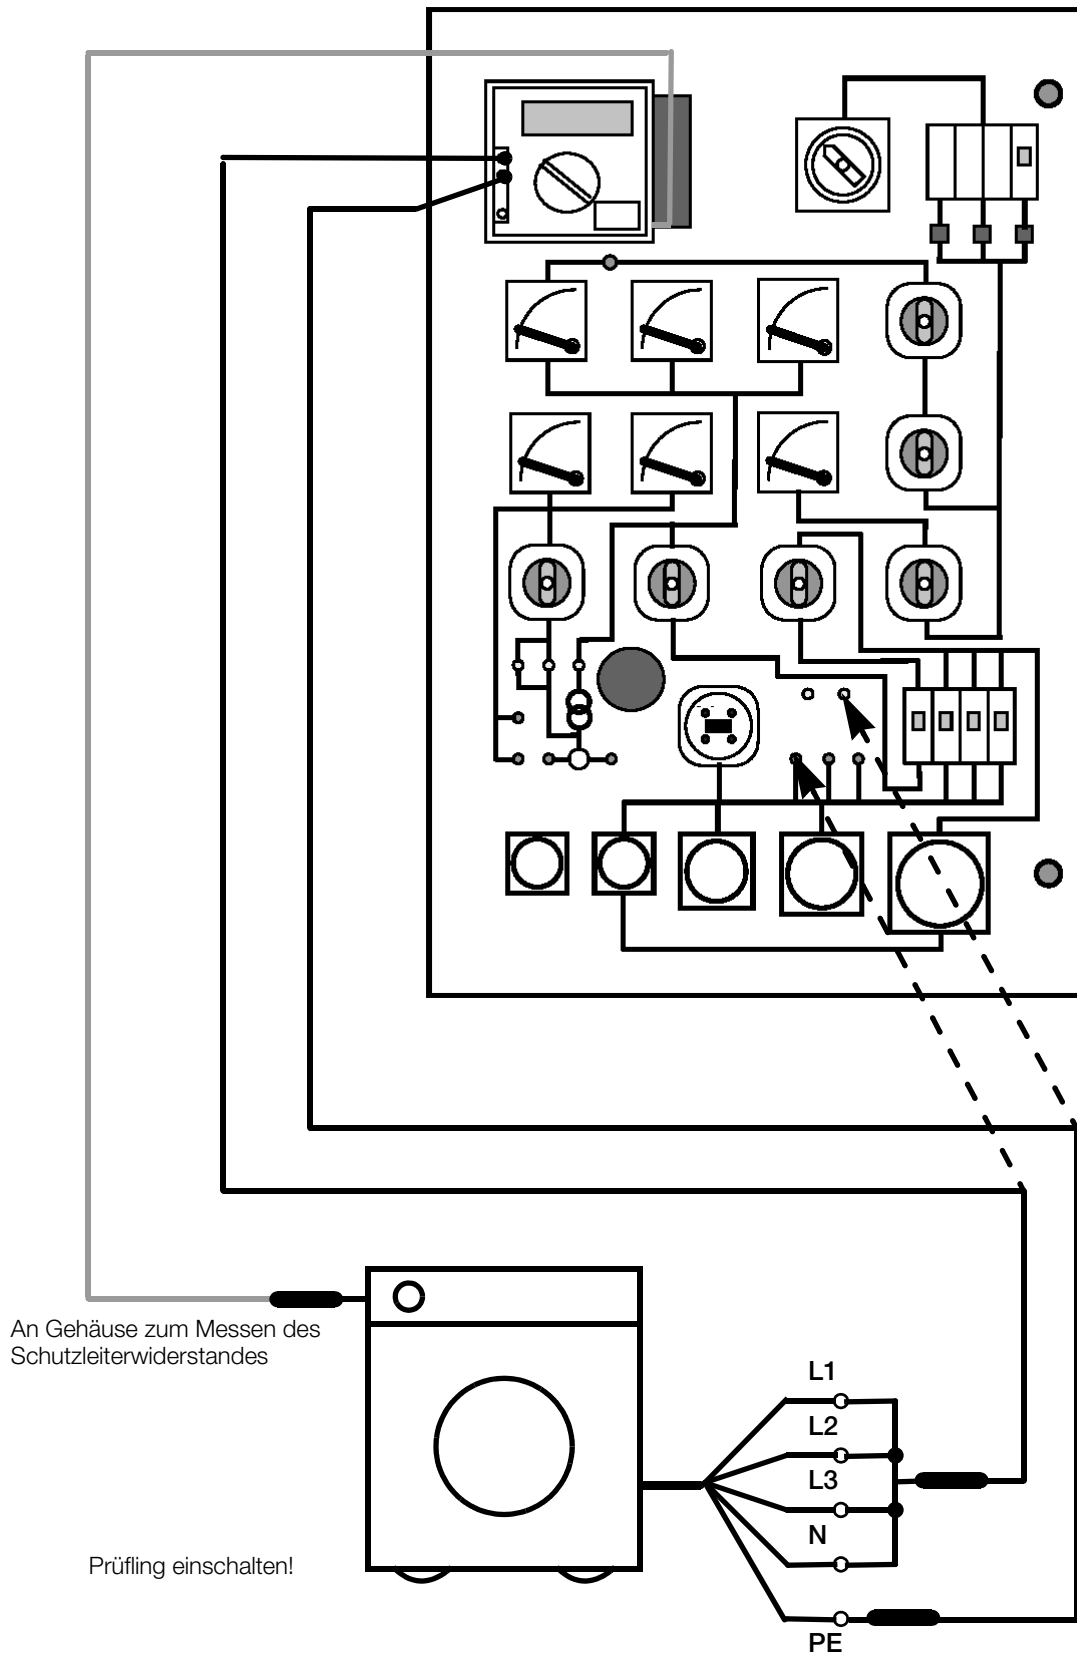 An Gehäuse zum Messen des
Schutzleiterwiderstandes
L1
L2
L3
N
Prüfling einschalten!
PE